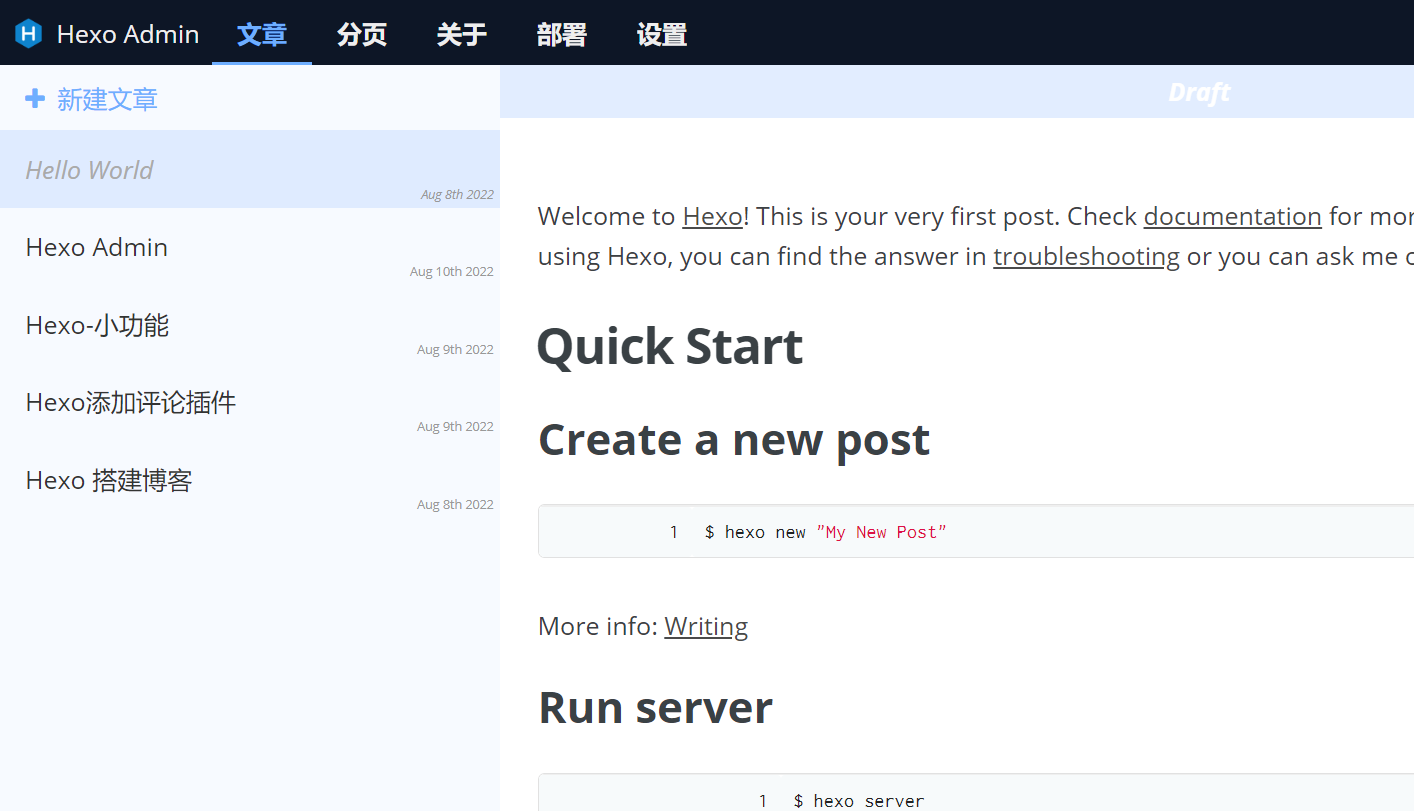 Hexo Admin 文章 分页 关于 部署 设置
新建文章
Draft
Hello World
Aug 8th 2022
Hexo Admin
Aug 10th 2022
Hexo-小功能
Aug 9th 2022
Hexo添加评论插件
Aug 9th 2022
Hexo 搭建博客
Aug 8th 2022
Welcome to Hexo! This is your very first post. Check documentation for
using Hexo, you can find the answer in troubleshooting or you can ask me
Quick Start
Create a new post
1 $ hexo new "My New Post"
More info: Writing
Run server
1 $ hexo server